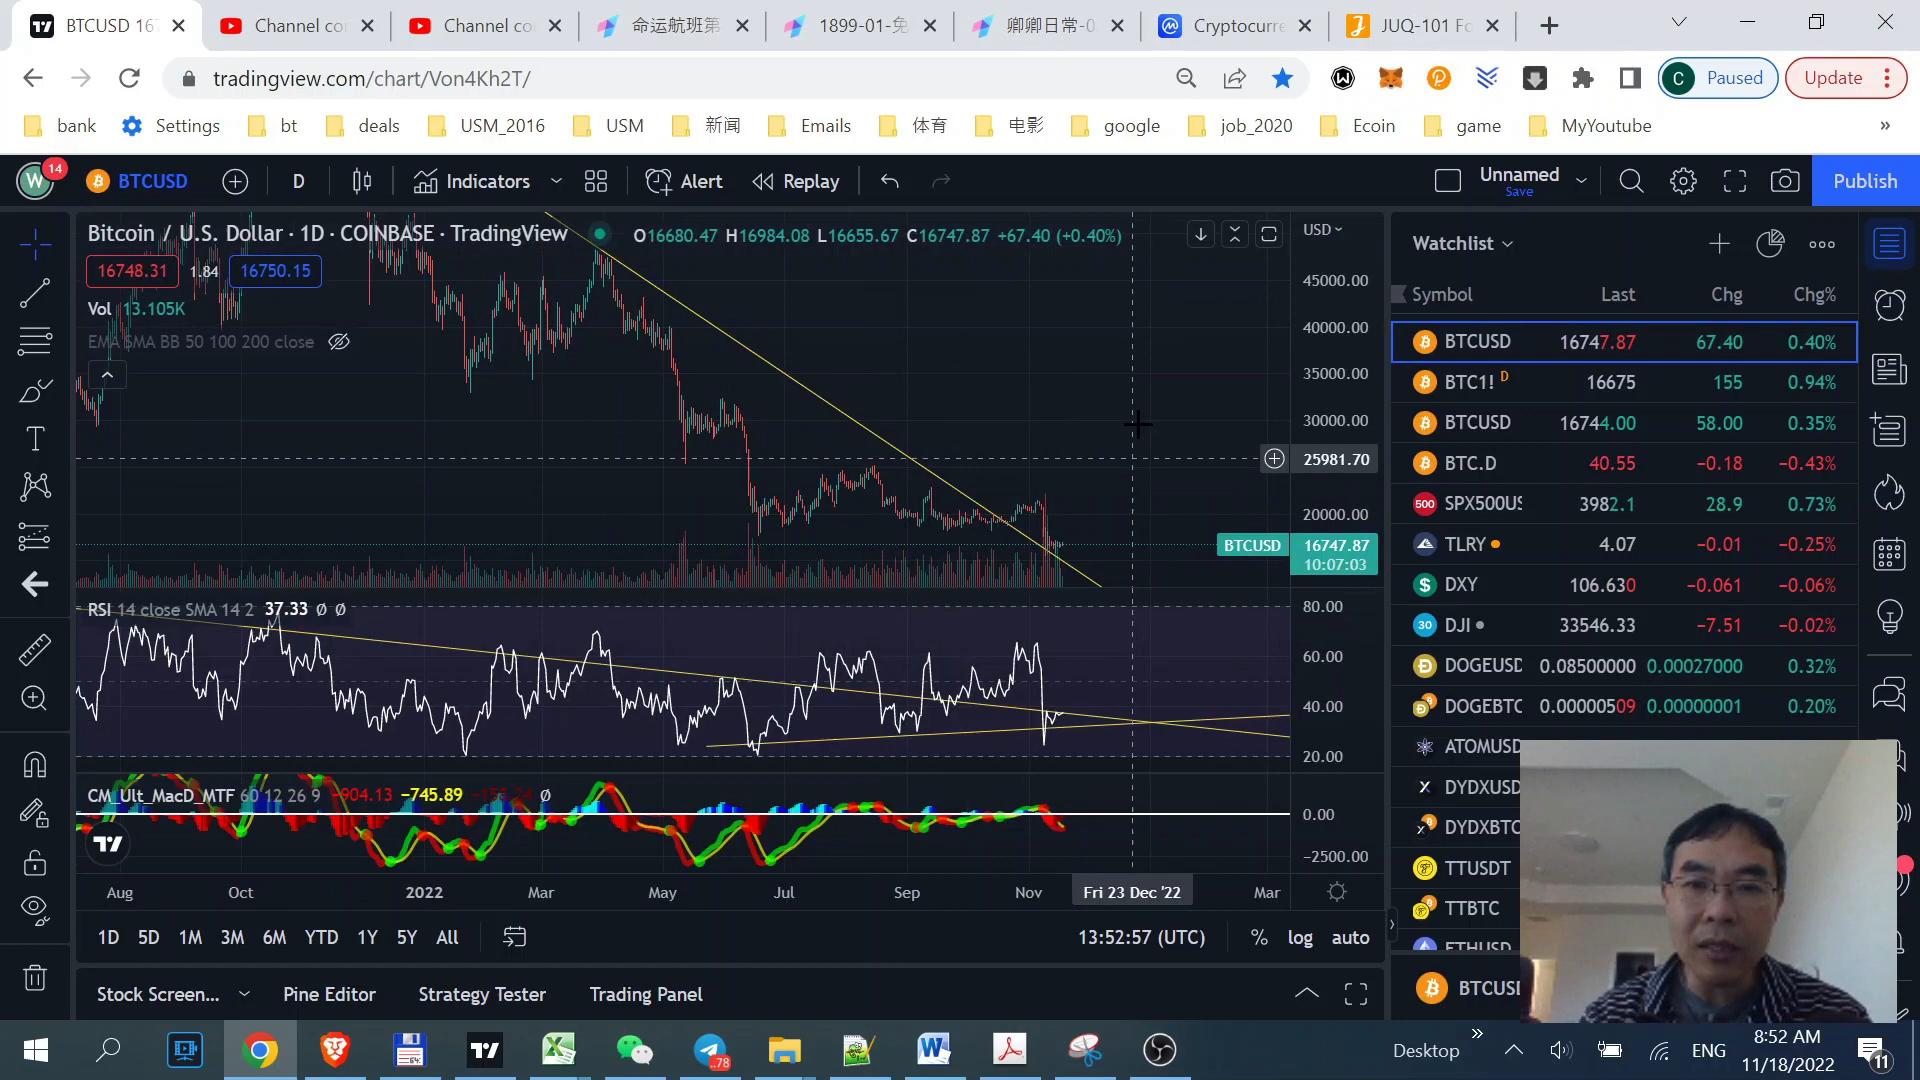 BTCUSD 16
Channel co
Channel co
命运航班第
1899-01-免
卿卿日常-0
Cryptocurre
JUQ-101 Fo
tradingview.com/chart/Von4Kh2T/
C Paused
Update
bank
Settings
bt
deals
USM_2016
USM
新闻
Emails
体育
电影
google
job_2020
Ecoin
game
MyYoutube
»
W 14
BTCUSD
D
Indicators
Alert
Replay
Unnamed
Save
Publish
Bitcoin / U.S. Dollar · 1D · COINBASE · TradingView
O16680.47 H16984.08 L16655.67 C16747.87 +67.40 (+0.40%)
USD
16748.31 1.84 16750.15
Vol 13.105K
EMA SMA BB 50 100 200 close
45000.00
40000.00
35000.00
30000.00
25981.70
20000.00
BTCUSD 16747.87
10:07:03
RSI 14 close SMA 14 2 37.33 Ø Ø
80.00
60.00
40.00
20.00
CM_Ult_MacD_MTF 60 12 26 9 −904.13 −745.89 Ø
0.00
−2500.00
Aug Oct 2022 Mar May Jul Sep Nov Fri 23 Dec '22 Mar
1D 5D 1M 3M 6M YTD 1Y 5Y All
13:52:57 (UTC) % log auto
Stock Screen... Pine Editor Strategy Tester Trading Panel
Watchlist
Symbol Last Chg Chg%
BTCUSD 16747.87 67.40 0.40%
BTC1! D 16675 155 0.94%
BTCUSD 16744.00 58.00 0.35%
BTC.D 40.55 −0.18 −0.43%
500 SPX500US 3982.1 28.9 0.73%
TLRY 4.07 −0.01 −0.25%
DXY 106.630 −0.061 −0.06%
30 DJI 33546.33 −7.51 −0.02%
DOGEUSD 0.08500000 0.00027000 0.32%
DOGEBTC 0.00000509 0.00000001 0.20%
ATOMUSD
DYDXUSD
DYDXBTC
TTUSDT
TTBTC
ETHUSD
BTCUSD
Desktop
ENG
8:52 AM
11/18/2022
11
64
..78